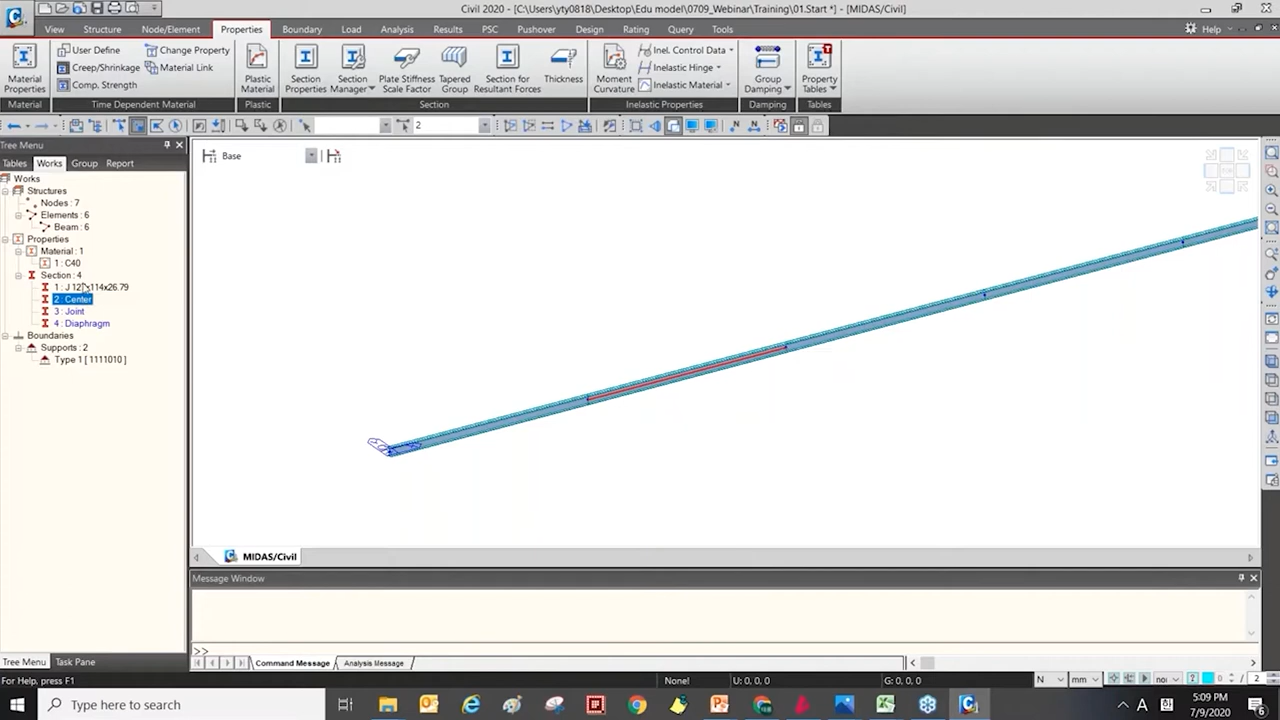 Civil 2020 - [C:\Users\yty0818\Desktop\Edu model\0709_Webinar\Training\01.Start *] - [MIDAS/Civil]
View Structure Node/Element Properties Boundary Load Analysis Results PSC Pushover Design Rating Query Tools Help
Material Properties
Material
User Define Change Property
Creep/Shrinkage Material Link
Comp. Strength
Time Dependent Material
Plastic Material
Plastic
Section Properties
Section Manager
Plate Stiffness Scale Factor
Tapered Group
Section for Resultant Forces
Thickness
Section
Moment Curvature
Inel. Control Data
Inelastic Hinge
Inelastic Material
Inelastic Properties
Group Damping
Damping
Property Tables
Tables
2
Tree Menu
Tables Works Group Report
Works
Structures
Nodes : 7
Elements : 6
Beam : 6
Properties
Material : 1
1 : C40
Section : 4
2 : Center
3 : Joint
4 : Diaphragm
Boundaries
Supports : 2
Type 1 [ 1111010 ]
Base
MIDAS/Civil
Message Window
>>
Command Message Analysis Message
Tree Menu Task Pane
For Help, press F1
None! U: 0, 0, 0 G: 0, 0, 0 N mm 0 / 2
Type here to search
A
5:09 PM
7/9/2020
6